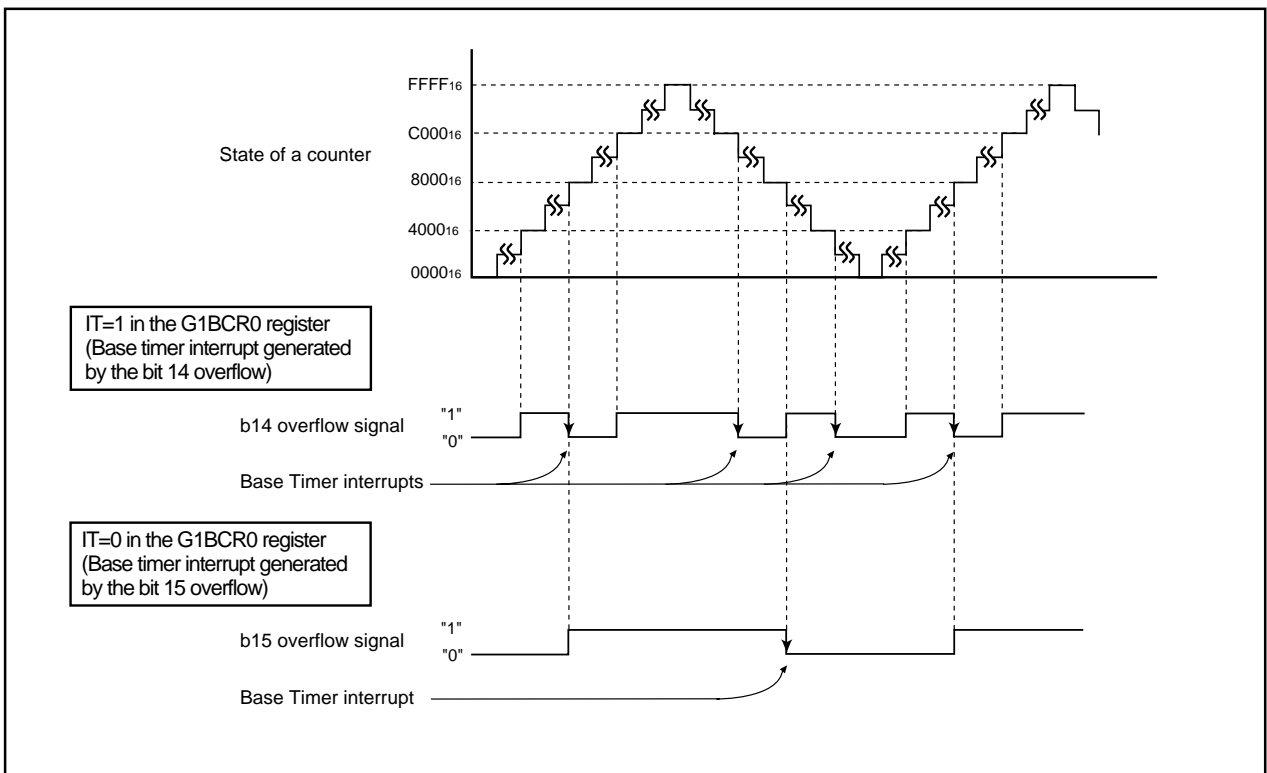 FFFF16
C00016
State of a counter
800016
400016
000016
IT=1 in the G1BCR0 register
(Base timer interrupt generated
by the bit 14 overflow)
"1"
b14 overflow signal
"0"
Base Timer interrupts
IT=0 in the G1BCR0 register
(Base timer interrupt generated
by the bit 15 overflow)
"1"
b15 overflow signal
"0"
Base Timer interrupt